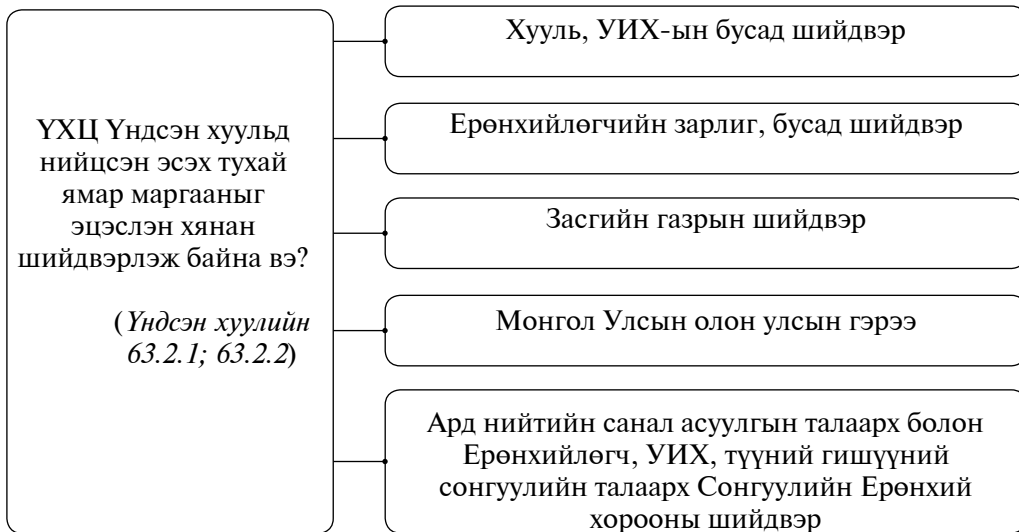 ҮХЦ Үндсэн хуульд
нийцсэн эсэх тухай
ямар маргааныг
эцэслэн хянан
шийдвэрлэж байна вэ?
(Үндсэн хуулийн
63.2.1; 63.2.2)
Хууль, УИХ-ын бусад шийдвэр
Ерөнхийлөгчийн зарлиг, бусад шийдвэр
Засгийн газрын шийдвэр
Монгол Улсын олон улсын гэрээ
Ард нийтийн санал асуулгын талаарх болон
Ерөнхийлөгч, УИХ, түүний гишүүний
сонгуулийн талаарх Сонгуулийн Ерөнхий
хорооны шийдвэр